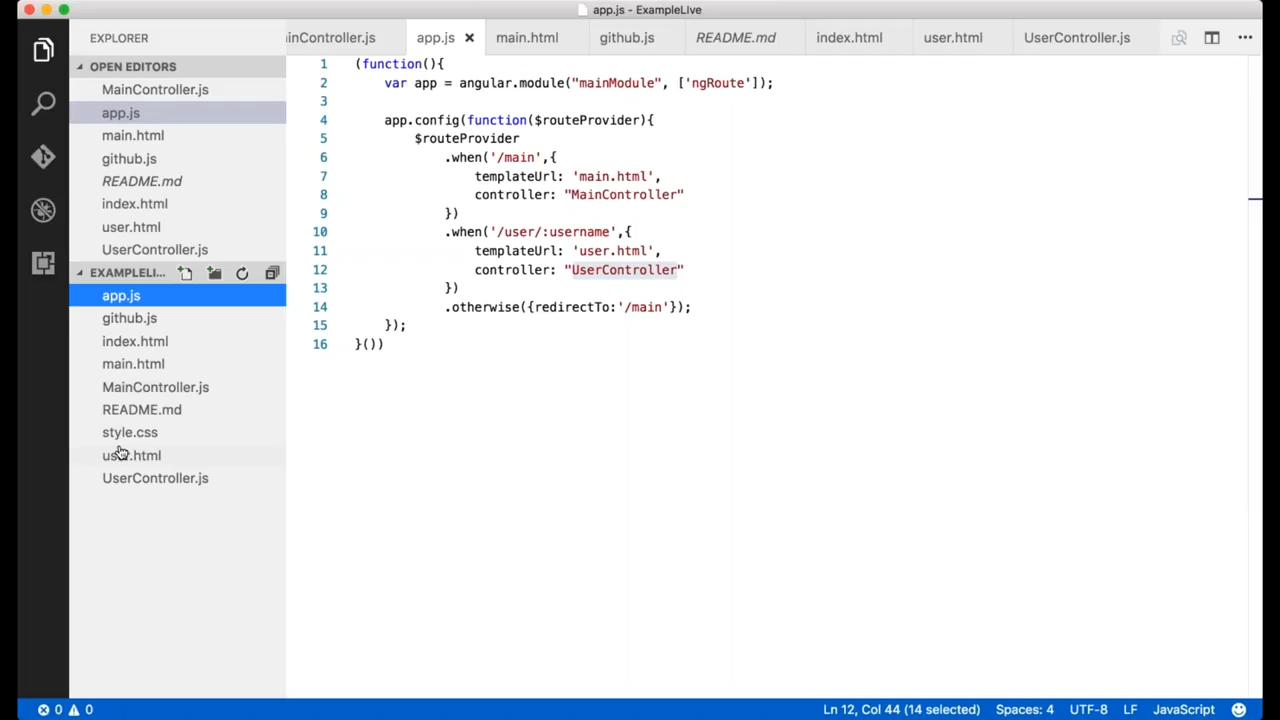 app.js - ExampleLive
EXPLORER
OPEN EDITORS
MainController.js
app.js
main.html
github.js
README.md
index.html
user.html
UserController.js
EXAMPLELI...
app.js
github.js
index.html
main.html
MainController.js
README.md
style.css
user.html
UserController.js
inController.js app.js main.html github.js README.md index.html user.html UserController.js
1 (function(){
2 var app = angular.module("mainModule", ['ngRoute']);
3
4 app.config(function($routeProvider){
5 $routeProvider
6 .when('/main',{
7 templateUrl: 'main.html',
8 controller: "MainController"
9 })
10 .when('/user/:username',{
11 templateUrl: 'user.html',
12 controller: "UserController"
13 })
14 .otherwise({redirectTo:'/main'});
15 });
16 }())
0 0 Ln 12, Col 44 (14 selected) Spaces: 4 UTF-8 LF JavaScript